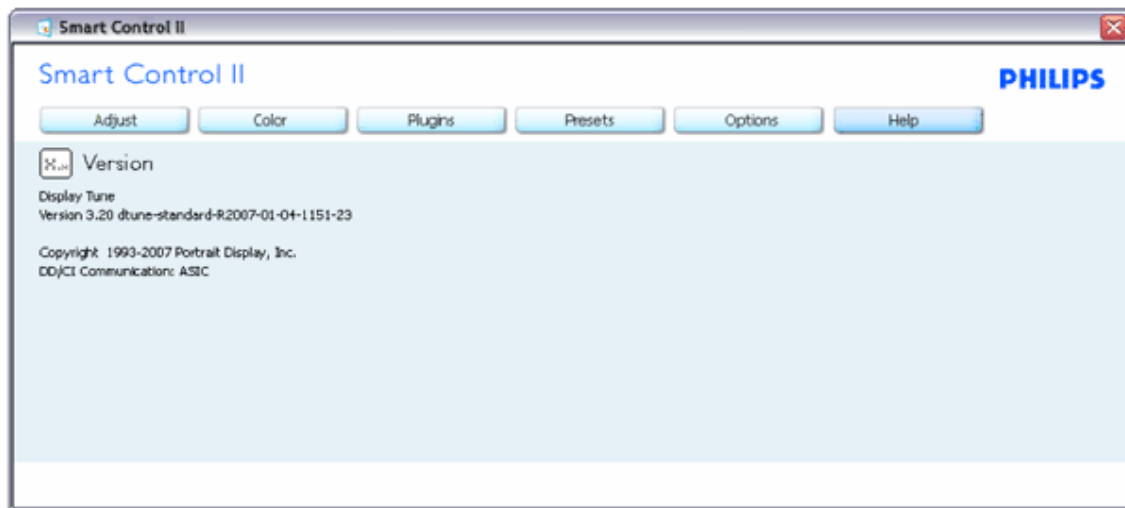 Smart Control II
Smart Control II
PHILIPS
Adjust Color Plugins Presets Options Help
Version
Display Tune
Version 3.20 dtune-standard-R2007-01-04-1151-23
Copyright 1993-2007 Portrait Display, Inc.
DD/CI Communication: ASIC